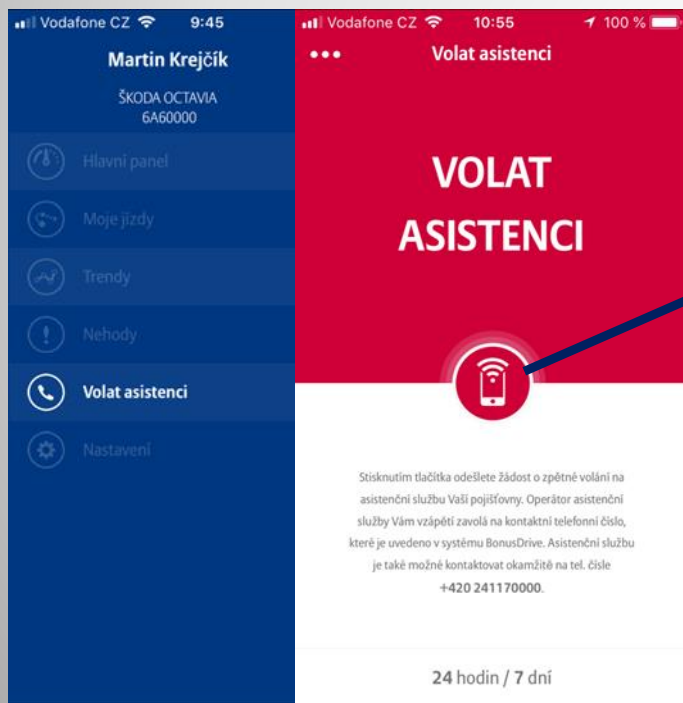 Vodafone CZ 9:45
Martin Krejčík
ŠKODA OCTAVIA
6A60000
Hlavní panel
Moje jízdy
Trendy
Nehody
Volat asistenci
Nastavení
Vodafone CZ 10:55 100 %
Volat asistenci
VOLAT
ASISTENCI
Stisknutím tlačítka odešlete žádost o zpětné volání na
asistenční službu Vaší pojišťovny. Operátor asistenční
služby Vám vzápětí zavolá na kontaktní telefonní číslo,
které je uvedeno v systému BonusDrive. Asistenční službu
je také možné kontaktovat okamžitě na tel. čísle
+420 241170000.
24 hodin / 7 dní